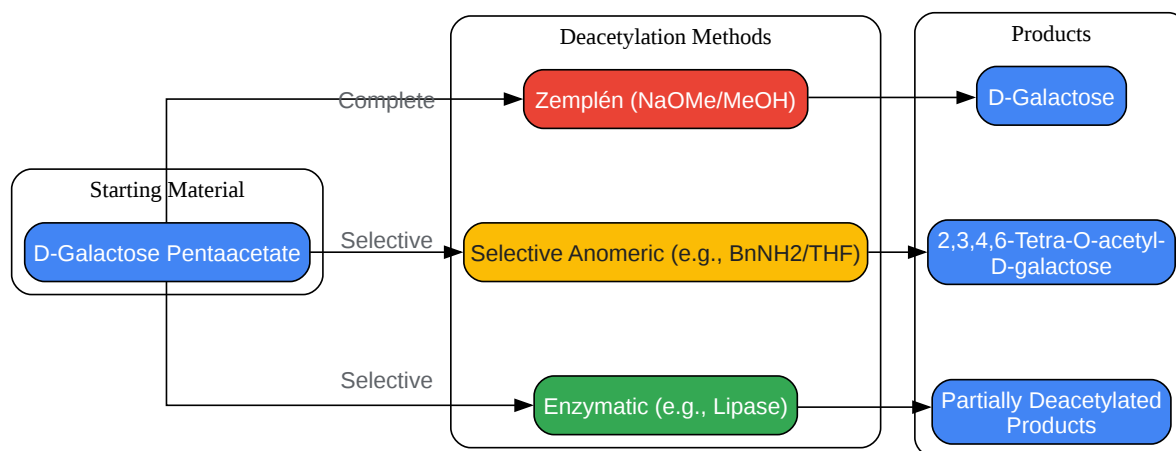 Deacetylation Methods
Products
Complete
Zemplén (NaOMe/MeOH)
D-Galactose
Starting Material
D-Galactose Pentaacetate
Selective
Selective Anomeric (e.g., BnNH2/THF)
2,3,4,6-Tetra-O-acetyl-
D-galactose
Selective
Enzymatic (e.g., Lipase)
Partially Deacetylated
Products